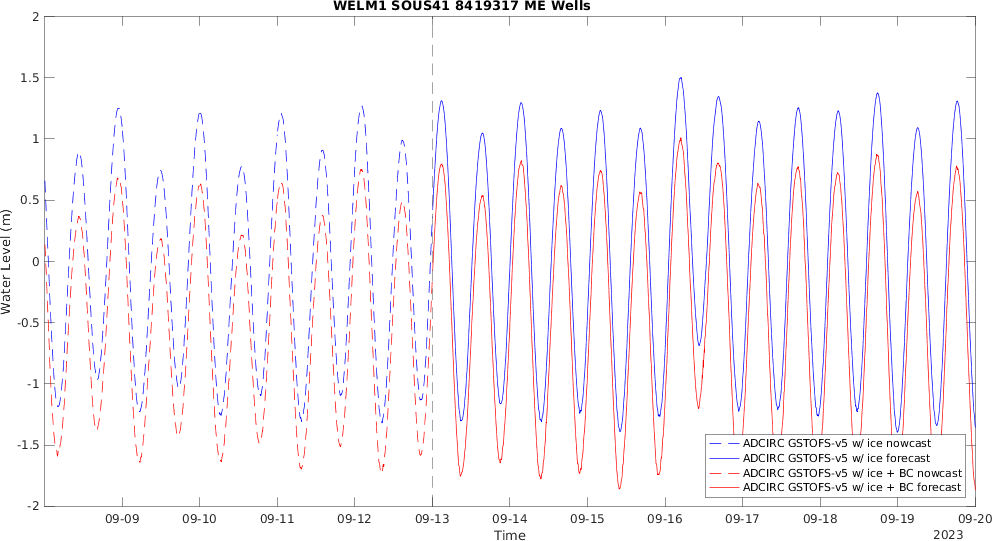 WELM1 SOUS41 8419317 ME Wells
2
1.5
1
0.5
0
-0.5
-1
-1.5
-2
Water Level (m)
ADCIRC GSTOFS-v5 w/ ice nowcast
ADCIRC GSTOFS-v5 w/ ice forecast
ADCIRC GSTOFS-v5 w/ ice + BC nowcast
ADCIRC GSTOFS-v5 w/ ice + BC forecast
09-09 09-10 09-11 09-12 09-13 09-14 09-15 09-16 09-17 09-18 09-19 09-20
Time
2023